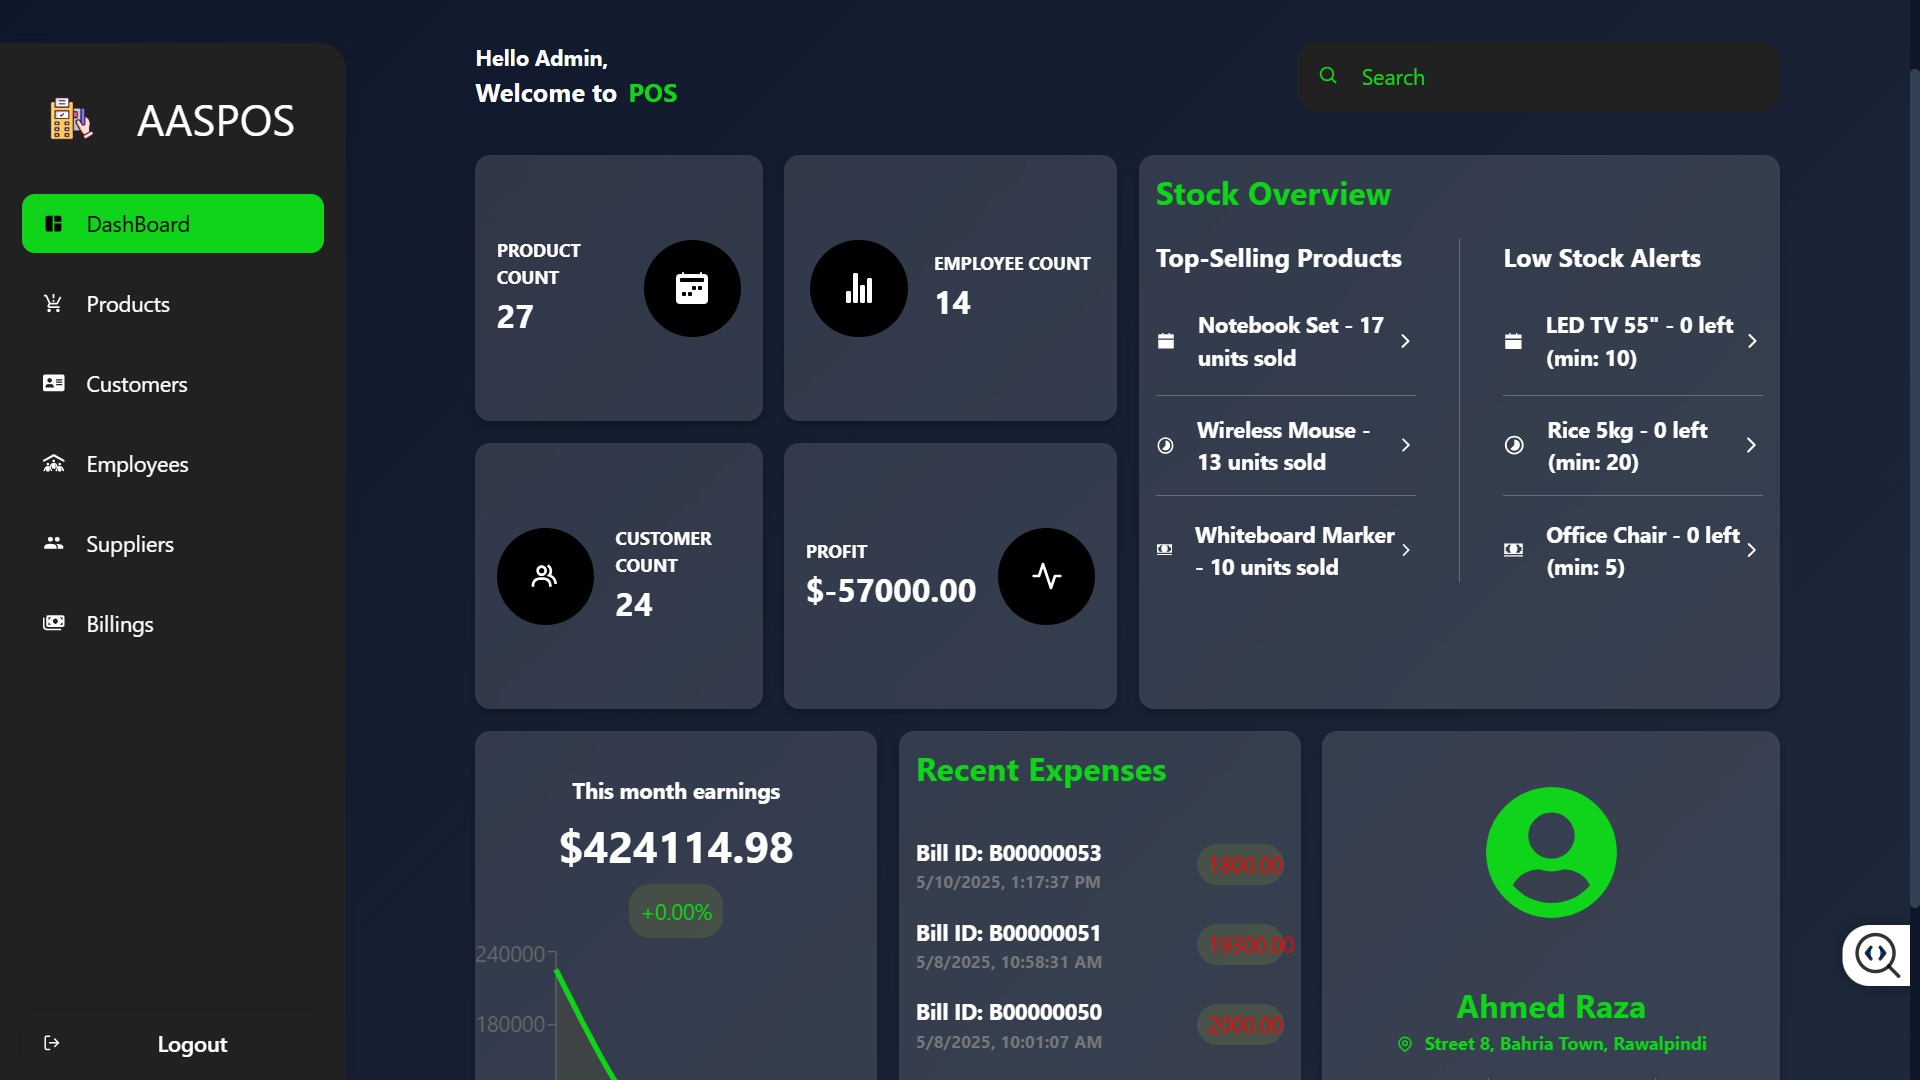 AASPOS
DashBoard
Products
Customers
Employees
Suppliers
Billings
Logout
Hello Admin,
Welcome to POS
Search
PRODUCT
COUNT
27
EMPLOYEE COUNT
14
CUSTOMER
COUNT
24
PROFIT
$-57000.00
Stock Overview
Top-Selling Products
Notebook Set - 17
units sold
Wireless Mouse -
13 units sold
Whiteboard Marker
- 10 units sold
Low Stock Alerts
LED TV 55" - 0 left
(min: 10)
Rice 5kg - 0 left
(min: 20)
Office Chair - 0 left
(min: 5)
This month earnings
$424114.98
+0.00%
240000
180000
Recent Expenses
Bill ID: B00000053
5/10/2025, 1:17:37 PM
1800.00
Bill ID: B00000051
5/8/2025, 10:58:31 AM
19300.00
Bill ID: B00000050
5/8/2025, 10:01:07 AM
2000.00
Ahmed Raza
Street 8, Bahria Town, Rawalpindi